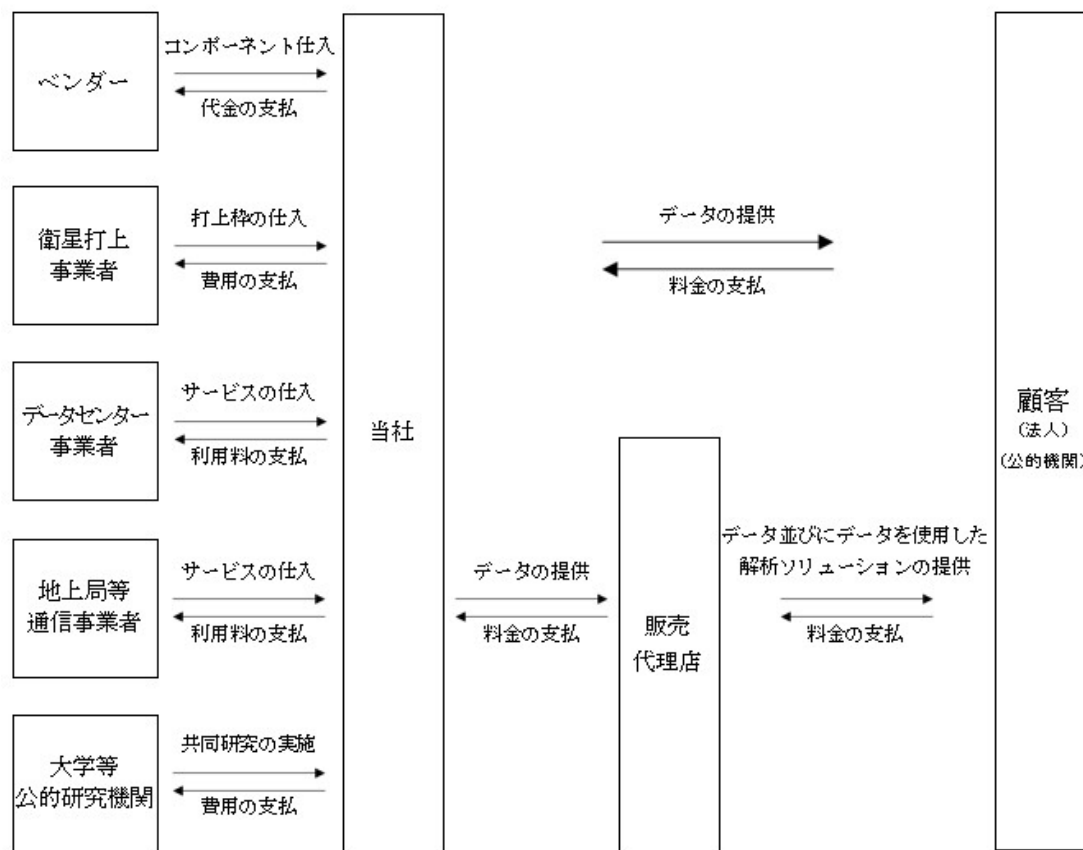 ベンダー
コンポーネント仕入
代金の支払
衛星打上
事業者
打上枠の仕入
費用の支払
データセンター
事業者
サービスの仕入
利用料の支払
地上局等
通信事業者
サービスの仕入
利用料の支払
大学等
公的研究機関
共同研究の実施
費用の支払
当社
データの提供
料金の支払
データの提供
料金の支払
販売
代理店
データ並びにデータを使用した
解析ソリューションの提供
料金の支払
顧客
(法人)
(公的機関)